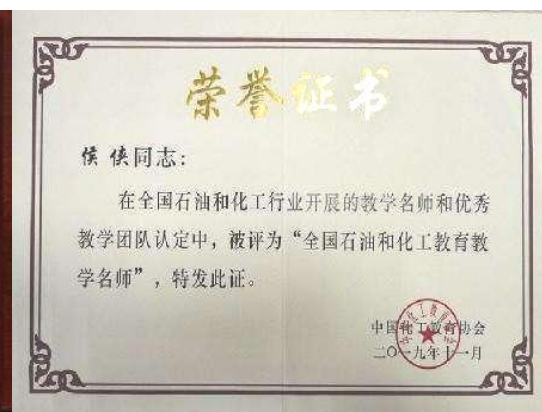 荣誉证书
侯侠同志:
在全国石油和化工行业开展的教学名师和优秀
教学团队认定中，被评为“全国石油和化工教育教
学名师”，特发此证。
中国化工教育协会
二〇一九年十一月